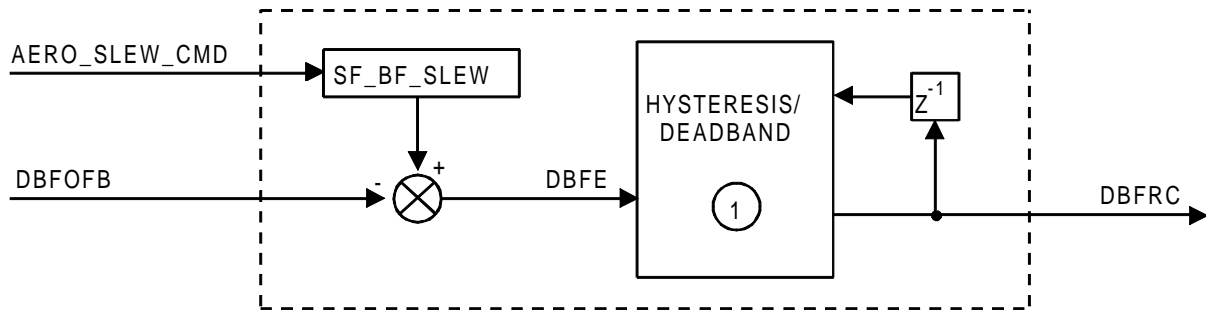 AERO_SLEW_CMD
SF_BF_SLEW
HYSTERESIS/
DEADBAND
Z-1
DBFOFB
-
+
DBFE
1
DBFRC